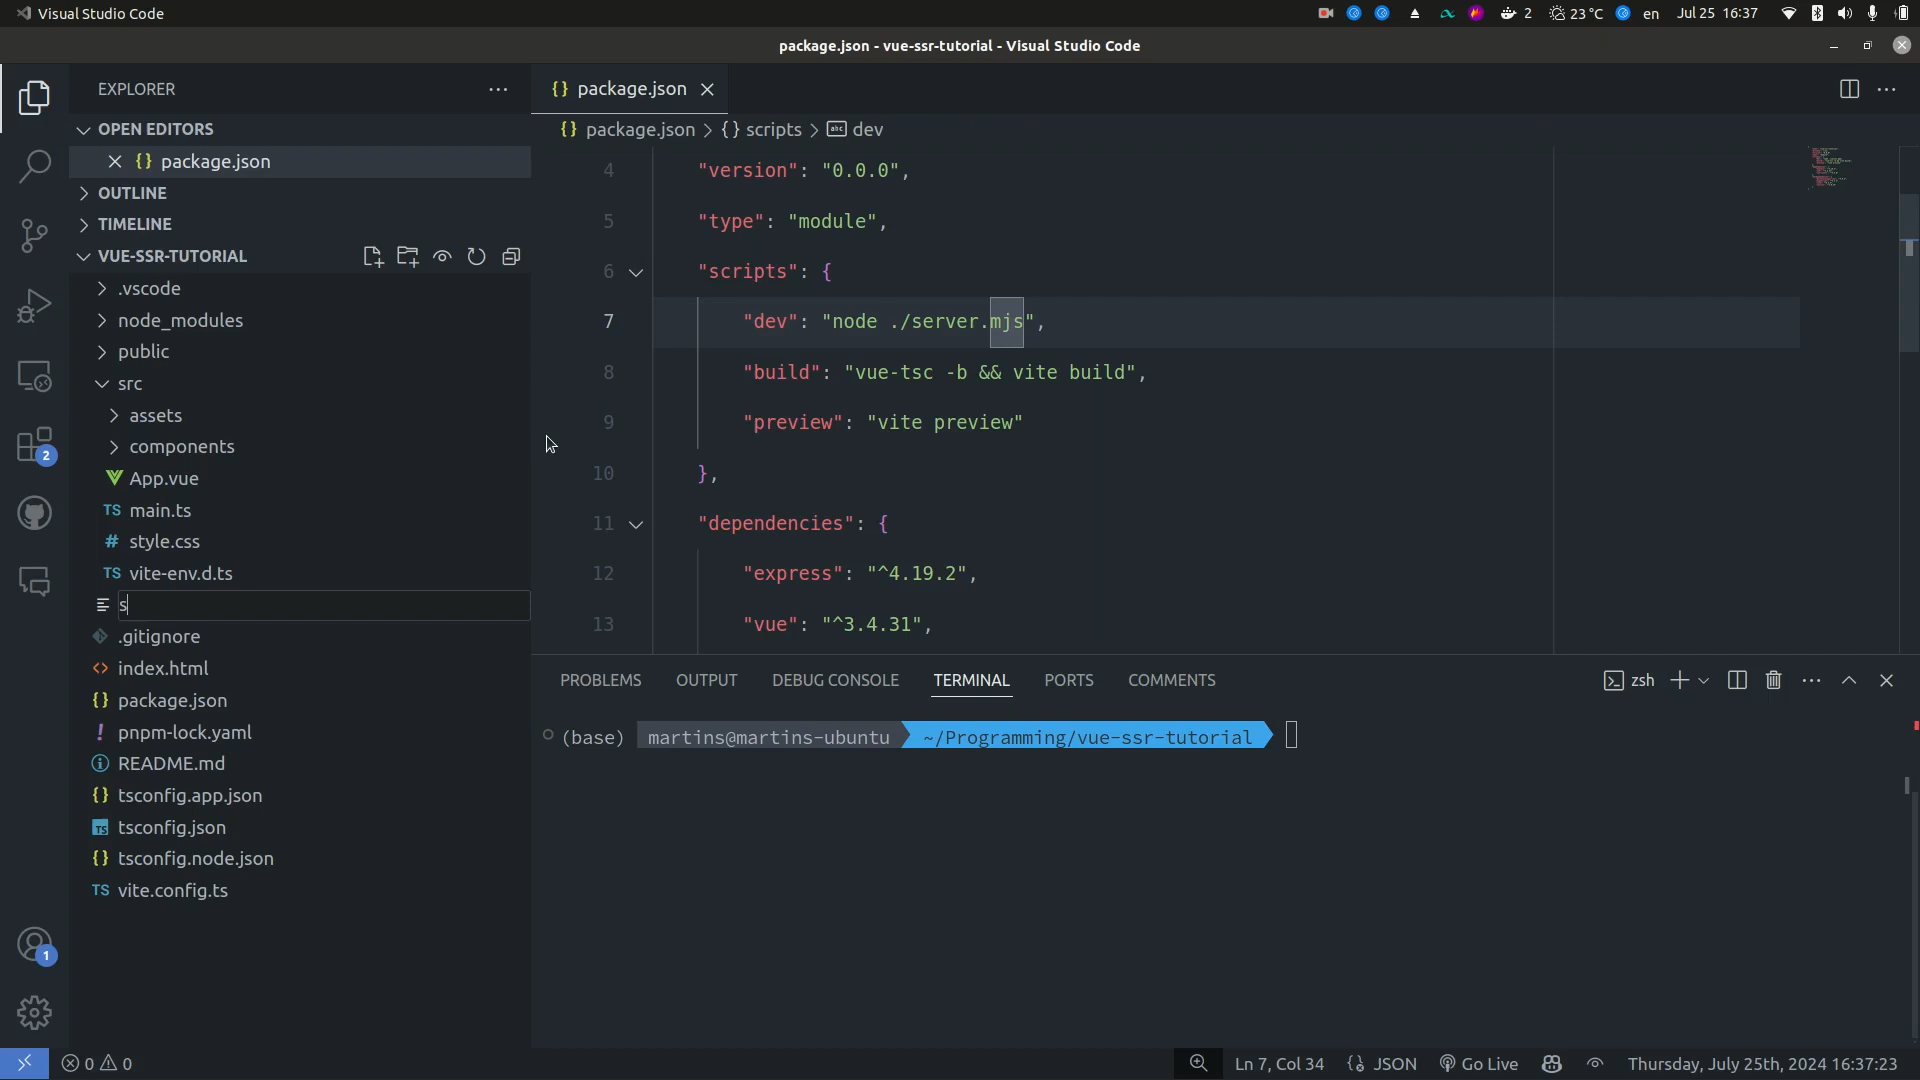 Visual Studio Code
2
23 °C
en
Jul 25 16:37
package.json - vue-ssr-tutorial - Visual Studio Code
EXPLORER
OPEN EDITORS
{} package.json
OUTLINE
TIMELINE
VUE-SSR-TUTORIAL
.vscode
node_modules
public
src
assets
components
App.vue
TS main.ts
# style.css
TS vite-env.d.ts
s
.gitignore
<> index.html
{} package.json
! pnpm-lock.yaml
README.md
{} tsconfig.app.json
TS tsconfig.json
{} tsconfig.node.json
TS vite.config.ts
2
1
{} package.json
{} package.json > {} scripts > abc dev
4 "version": "0.0.0",
5 "type": "module",
6 "scripts": {
7 "dev": "node ./server.mjs",
8 "build": "vue-tsc -b && vite build",
9 "preview": "vite preview"
10 },
11 "dependencies": {
12 "express": "^4.19.2",
13 "vue": "^3.4.31",
PROBLEMS OUTPUT DEBUG CONSOLE TERMINAL PORTS COMMENTS
zsh
(base) martins@martins-ubuntu ~/Programming/vue-ssr-tutorial
0 0
Ln 7, Col 34
JSON
Go Live
Thursday, July 25th, 2024 16:37:23